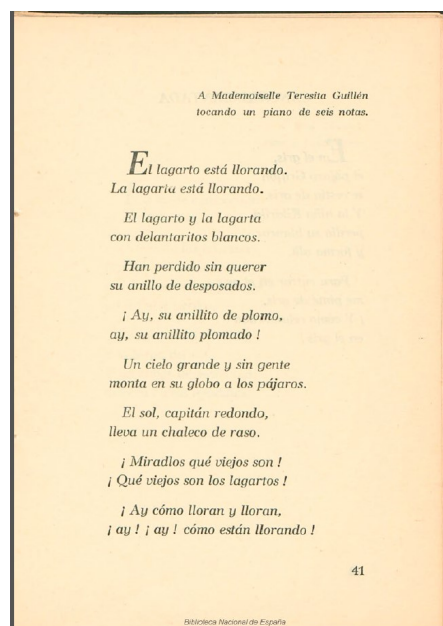 A Mademoiselle Teresita Guillén
tocando un piano de seis notas.
El lagarto está llorando.
La lagarta está llorando.
El lagarto y la lagarta
con delantaritos blancos.
Han perdido sin querer
su anillo de desposados.
¡ Ay, su anillito de plomo,
ay, su anillito plomado !
Un cielo grande y sin gente
monta en su globo a los pájaros.
El sol, capitán redondo,
lleva un chaleco de raso.
¡ Miradlos qué viejos son !
¡ Qué viejos son los lagartos !
¡ Ay cómo lloran y lloran,
¡ ay ! ¡ ay ! cómo están llorando !
41
Biblioteca Nacional de España